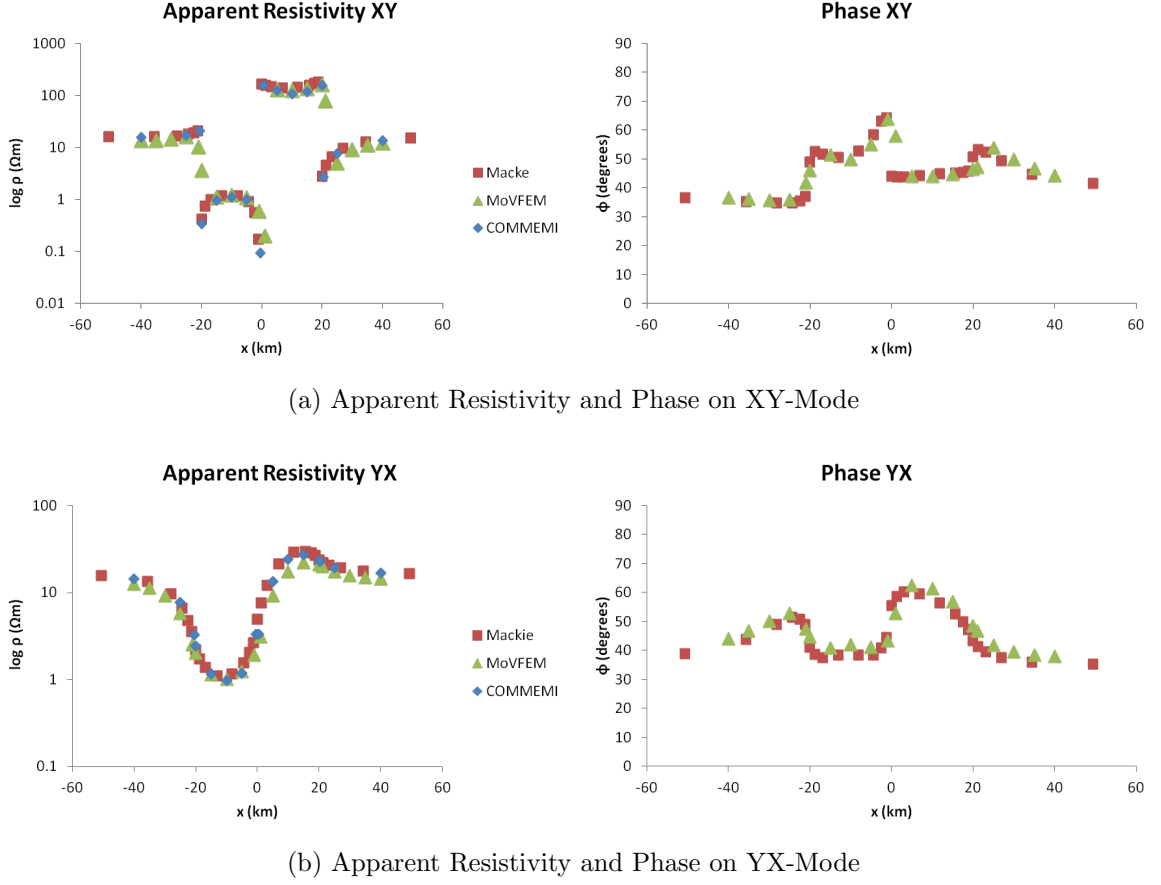 Apparent Resistivity XY
1000
100
10
1
0.1
0.01
log ρ (Ωm)
-60 -40 -20 0 20 40 60
x (km)
Macke
MoVFEM
COMMEMI
Phase XY
90
80
70
60
50
40
30
20
10
0
ϕ (degrees)
-60 -40 -20 0 20 40 60
x (km)
(a) Apparent Resistivity and Phase on XY-Mode
Apparent Resistivity YX
100
10
1
0.1
log ρ (Ωm)
-60 -40 -20 0 20 40 60
x (km)
Mackie
MoVFEM
COMMEMI
Phase YX
90
80
70
60
50
40
30
20
10
0
ϕ (degrees)
-60 -40 -20 0 20 40 60
x (km)
(b) Apparent Resistivity and Phase on YX-Mode